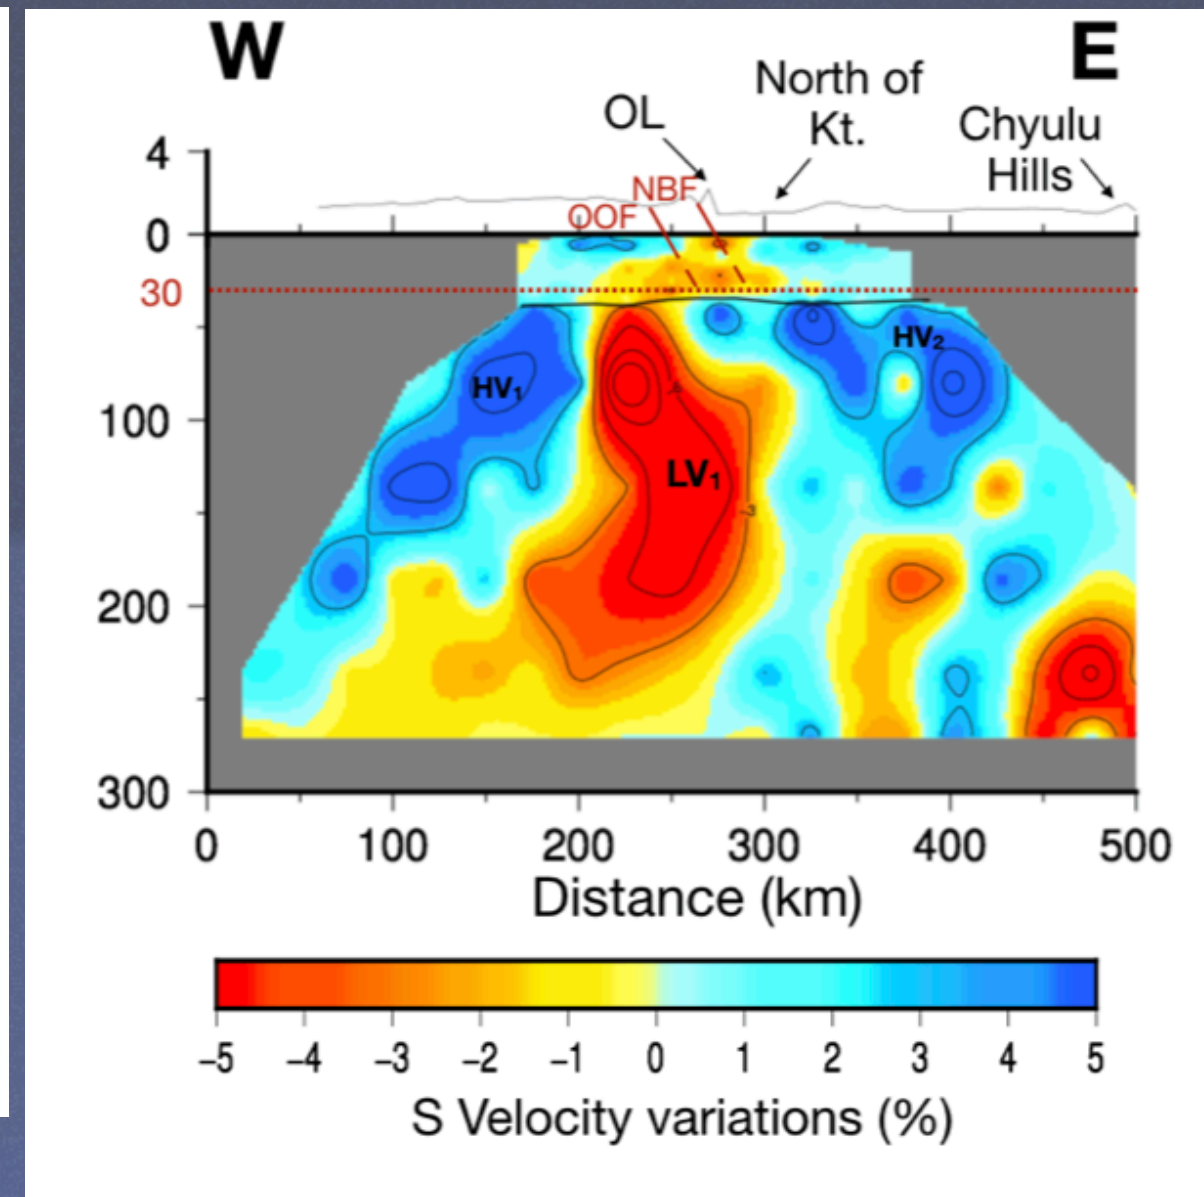 W
E
North of
Kt.
OL
Chyulu
Hills
4
NBF
OOF
0
30
HV₂
HV₁
-6
100
LV₁
-3
200
300
0 100 200 300 400 500
Distance (km)
−5 −4 −3 −2 −1 0 1 2 3 4 5
S Velocity variations (%)